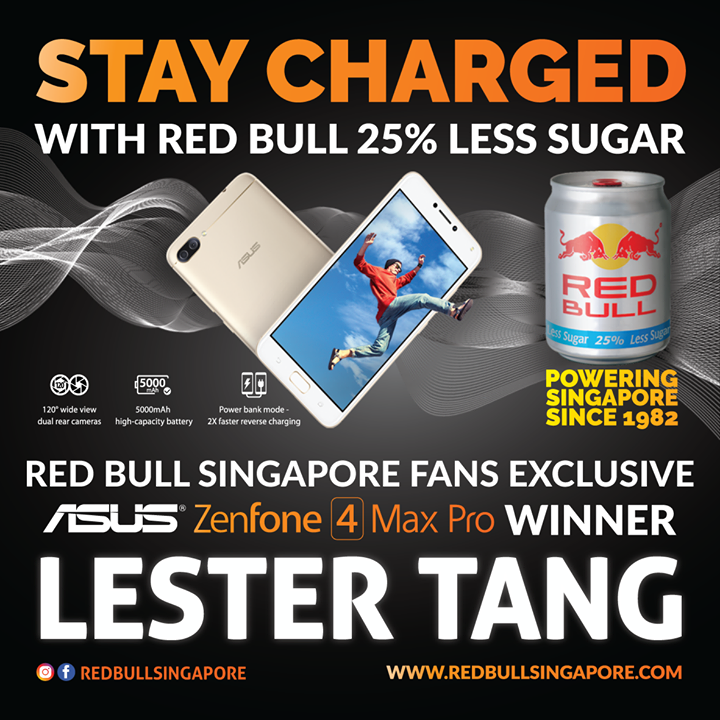 STAY CHARGED
WITH RED BULL 25% LESS SUGAR
ASUS
RED
BULL
Less Sugar 25% Less Sugar
POWERING
SINGAPORE
SINCE 1982
120°
120° wide view
dual rear cameras
5000
mAh
5000mAh
high-capacity battery
Power bank mode -
2X faster reverse charging
RED BULL SINGAPORE FANS EXCLUSIVE
ASUS® Zenfone 4 Max Pro WINNER
LESTER TANG
REDBULLSINGAPORE
WWW.REDBULLSINGAPORE.COM